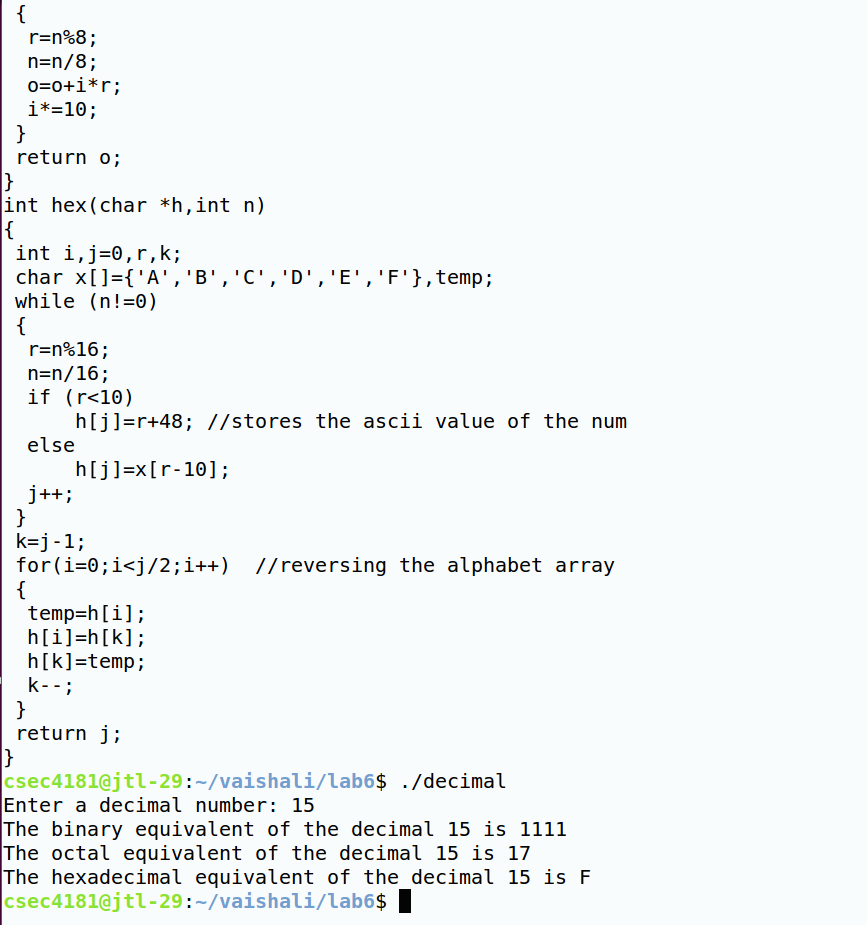 {
r=n%8;
n=n/8;
o=o+i*r;
i*=10;
}
return o;
}
int hex(char *h,int n)
{
int i,j=0,r,k;
char x[]={'A','B','C','D','E','F'},temp;
while (n!=0)
{
r=n%16;
n=n/16;
if (r<10)
h[j]=r+48; //stores the ascii value of the num
else
h[j]=x[r-10];
j++;
}
k=j-1;
for(i=0;i<j/2;i++)  //reversing the alphabet array
{
temp=h[i];
h[i]=h[k];
h[k]=temp;
k--;
}
return j;
}
csec4181@jtl-29:~/vaishali/lab6$ ./decimal
Enter a decimal number: 15
The binary equivalent of the decimal 15 is 1111
The octal equivalent of the decimal 15 is 17
The hexadecimal equivalent of the decimal 15 is F
csec4181@jtl-29:~/vaishali/lab6$